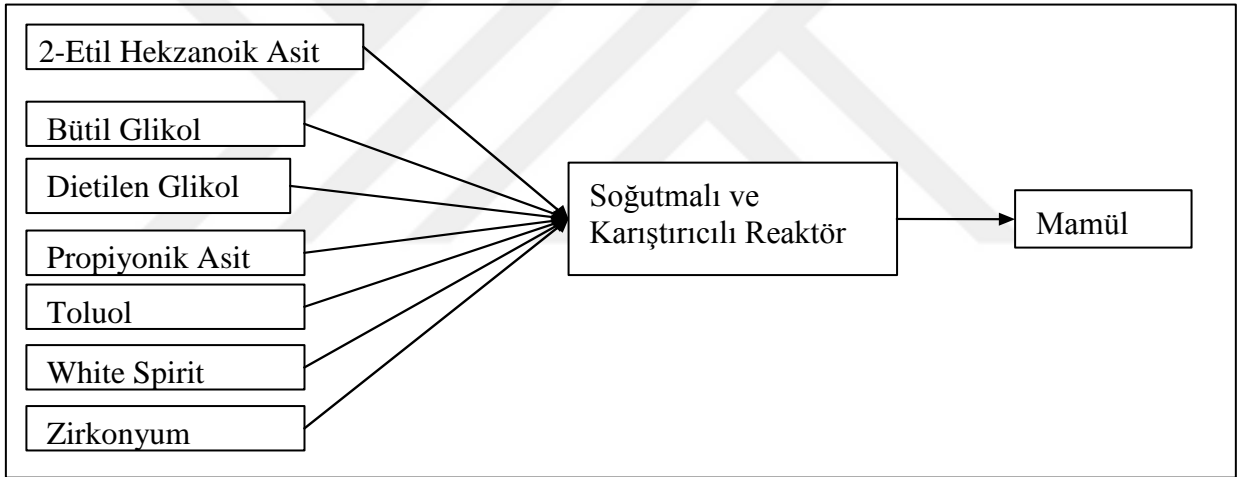 2-Etil Hekzanoik Asit
Bütil Glikol
Dietilen Glikol
Propiyonik Asit
Toluol
White Spirit
Zirkonyum
Soğutmalı ve
Karıştırıcılı Reaktör
Mamül